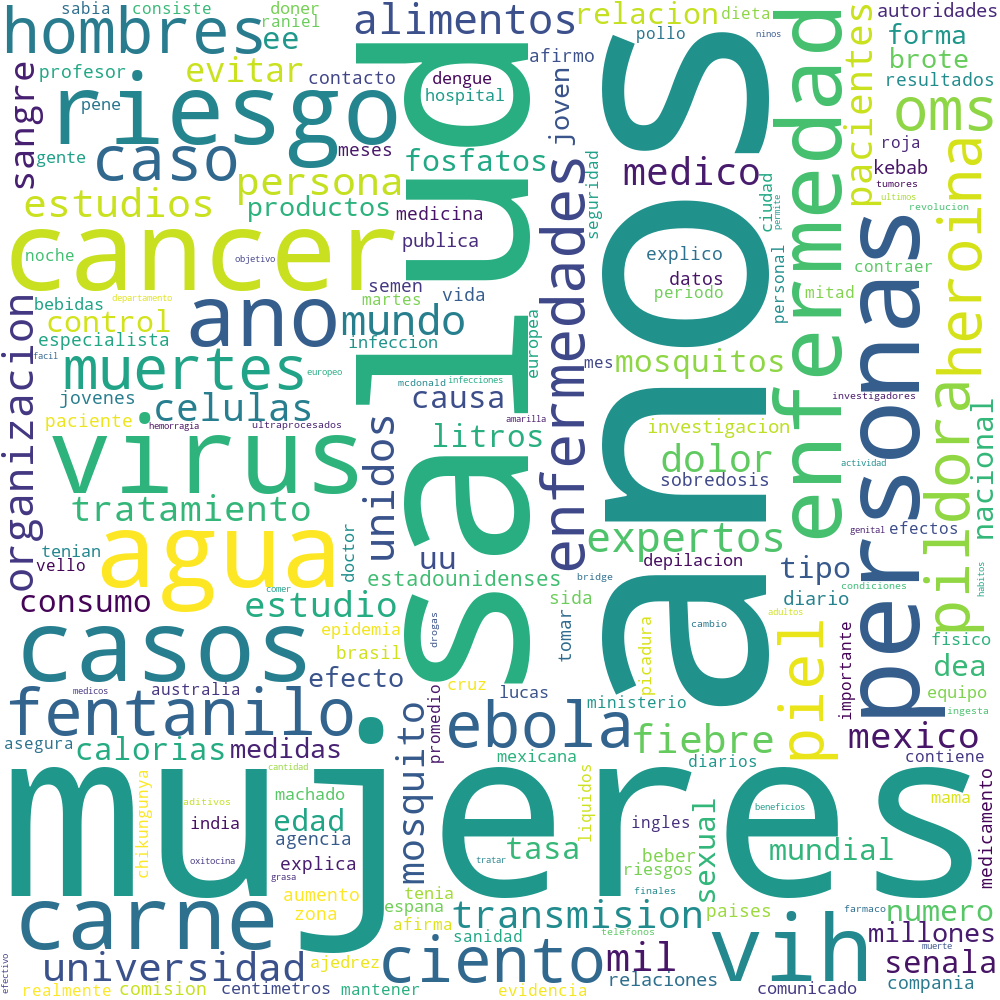 sabia consiste doner alimentos relacion dieta autoridades
hombres ee raniel pollo ninos forma
profesor evitar contacto afirmo brote
sangre pene riesgo dengue hospital joven enfermedad pacientes resultados
oms
gente caso meses fosfatos medico roja
persona seguridad kebab
estudios productos medicina ciudad tumores ultimos
salud anos permite revolucion
noche cancer objetivo publica explico personas heroina
semen datos contraer
bebidas departamento ano martes vida periodo personal mitad
control mundo enfermedades
especialista infeccion europea mes mosquitos
facil muertes europeo mcdonald infecciones
jovenes celulas causa investigadores
paciente hemorragia ultraprocesados amarilla investigacion
organizacion virus unidos litros dolor actividad nacional
tratamiento sobredosis pildora
expertos genital efectos
tenian agua doctor uu depilacion tipo
vello estadounidenses bridge condiciones
consumo comer sida diario habitos
estudio tomar adultos
epidemia drogas cambio piel importante fisico
casos brasil picadura dea
medicos australia efecto cruz lucas ministerio equipo
fentanilo promedio ebola ingesta
asegura calorias medidas mosquito mexicana fiebre mexico
diarios contiene
cantidad
mujeres chikungunya aditivos machado liquidos beneficios mama medicamento
india edad ingles sexual
agencia tasa mundial
oxitocina explica tratar beber
grasa riesgos
carne aumento tenia finales
zona espana transmision paises farmaco numero
afirma sanidad telefonos vih millones
universidad ajedrez ciento mil muerte senala
efectivo relaciones compania
realmente comision centimetros mantener evidencia comunicado